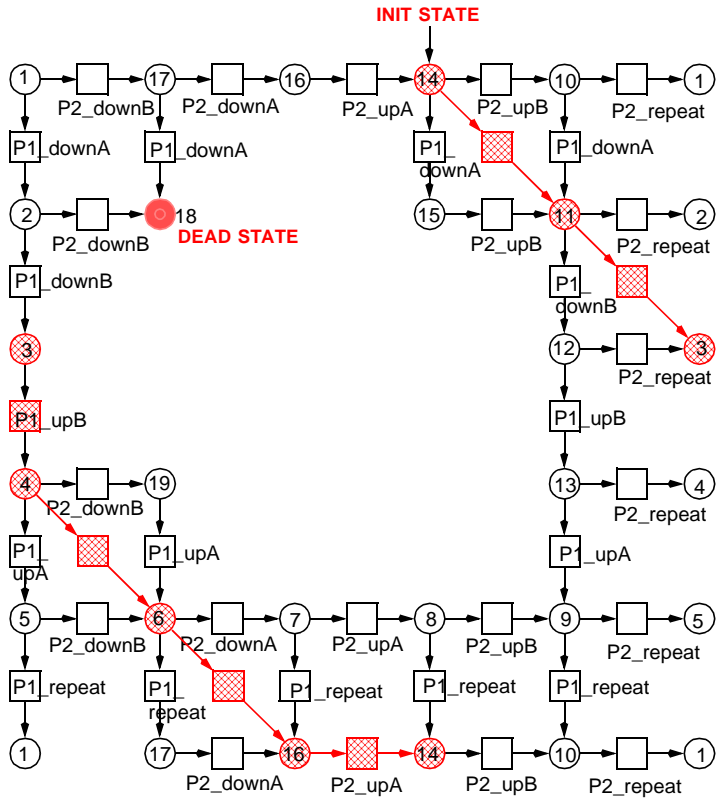 INIT STATE
1 17 16 14 10 1
P2_downB P2_downA P2_upA P2_upB P2_repeat
P1_downA P1_downA P1_ downA P1_downA
2 18 15 11 2
P2_downB DEAD STATE P2_upB P2_repeat
P1_downB P1_ downB
3 12 3
P2_repeat
P1_upB P1_upB
4 19 13 4
P2_downB P2_repeat
P1_ upA P1_upA P1_upA
5 6 7 8 9 5
P2_downB P2_downA P2_upA P2_upB P2_repeat
P1_repeat P1_ repeat P1_repeat P1_repeat P1_repeat
1 17 16 14 10 1
P2_downA P2_upA P2_upB P2_repeat